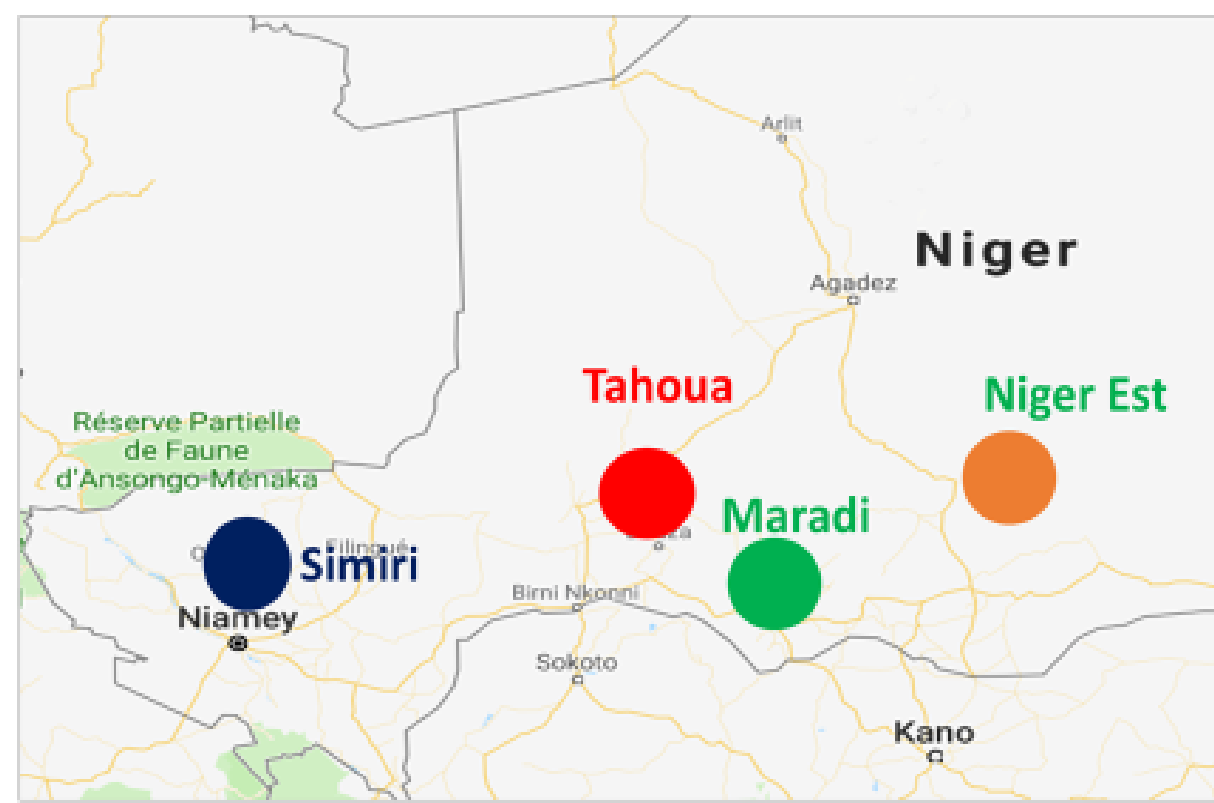 Arlit
Niger
Agadez
Tahoua
Niger Est
Réserve Partielle
de Faune
d'Ansongo-Ménaka
Maradi
Filingué
Simiri
Birni Nkonni
Niamey
Sokoto
Kano